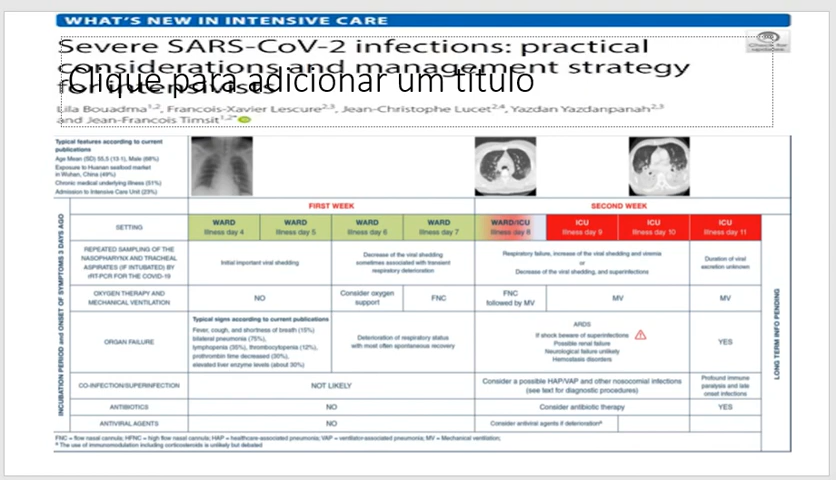 WHAT'S NEW IN INTENSIVE CARE
Severe SARS-CoV-2 infections: practical
considerations and management strategy
for intensivists
Clique para adicionar um título
Check for
updates
Lila Bouadma1,2, Francois-Xavier Lescure2,3, Jean-Christophe Lucet2,4, Yazdan Yazdanpanah2,3
and Jean-Francois Timsit1,2*
Typical features according to current
publications
Age Mean (SD) 55,5 (13·1), Male (68%)
Exposure to Huanan seafood market
in Wuhan, China (49%)
Chronic medical underlying illness (51%)
Admission to Intensive Care Unit (23%)
FIRST WEEK
SECOND WEEK
INCUBATION PERIOD and ONSET OF SYMPTOMS 3 DAYS AGO
SETTING
WARD
Illness day 4
WARD
Illness day 5
WARD
Illness day 6
WARD
Illness day 7
WARD/ICU
Illness day 8
ICU
Illness day 9
ICU
Illness day 10
ICU
Illness day 11
REPEATED SAMPLING OF THE
NASOPHARYNX AND TRACHEAL
ASPIRATES (IF INTUBATED) BY
rRT-PCR FOR THE COVID-19
Initial important viral shedding
Decrease of the viral shedding
sometimes associated with transient
respiratory deterioration
Respiratory failure, increase of the viral shedding and viremia
or
Decrease of the viral shedding, and superinfections
Duration of viral
excretion unknown
OXYGEN THERAPY AND
MECHANICAL VENTILATION
NO
Consider oxygen
support
FNC
FNC
followed by MV
MV
MV
ORGAN FAILURE
Typical signs according to current publications
Fever, cough, and shortness of breath (15%)
bilateral pneumonia (75%),
lymphopenia (35%), thrombocytopenia (12%),
prothrombin time decreased (30%),
elevated liver enzyme levels (about 30%)
Deterioration of respiratory status
with most often spontaneous recovery
ARDS
If shock beware of superinfections
Possible renal failure
Neurological failure unlikely
Hemostasis disorders
YES
CO-INFECTION/SUPERINFECTION
NOT LIKELY
Consider a possible HAP/VAP and other nosocomial infections
(see text for diagnostic procedures)
Profound immune
paralysis and late
onset infections
ANTIBIOTICS
NO
Consider antibiotic therapy
YES
ANTIVIRAL AGENTS
NO
Consider antiviral agents if deterioration*
LONG TERM INFO PENDING
FNC = flow nasal cannula; HFNC = high flow nasal cannula; HAP = healthcare-associated pneumonia; VAP = ventilator-associated pneumonia; MV = Mechanical ventilation;
* The use of immunomodulation including corticosteroids is unlikely but debated